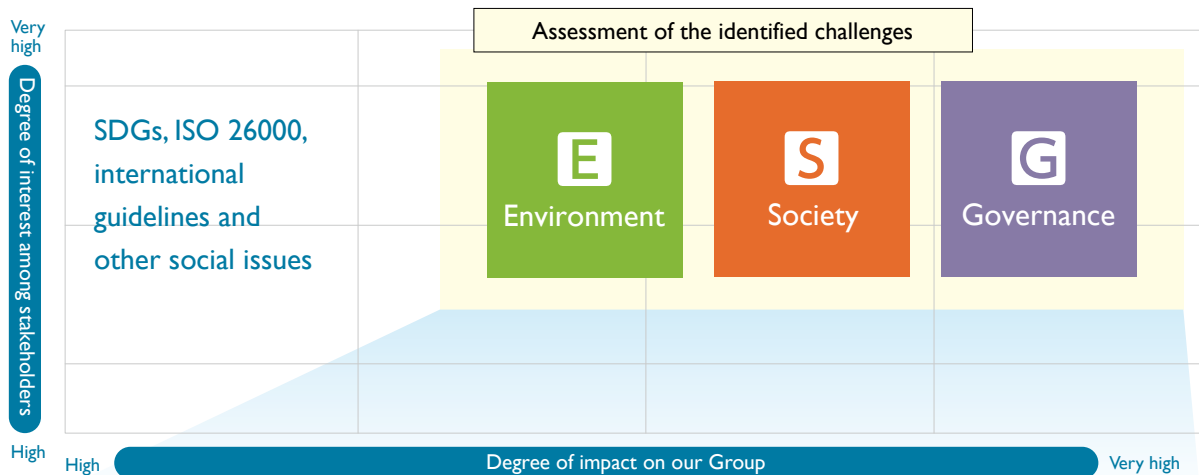 Assessment of the identified challenges
Very
high
Degree of interest among stakeholders
High
SDGs, ISO 26000,
international
guidelines and
other social issues
E
Environment
S
Society
G
Governance
High
Degree of impact on our Group
Very high